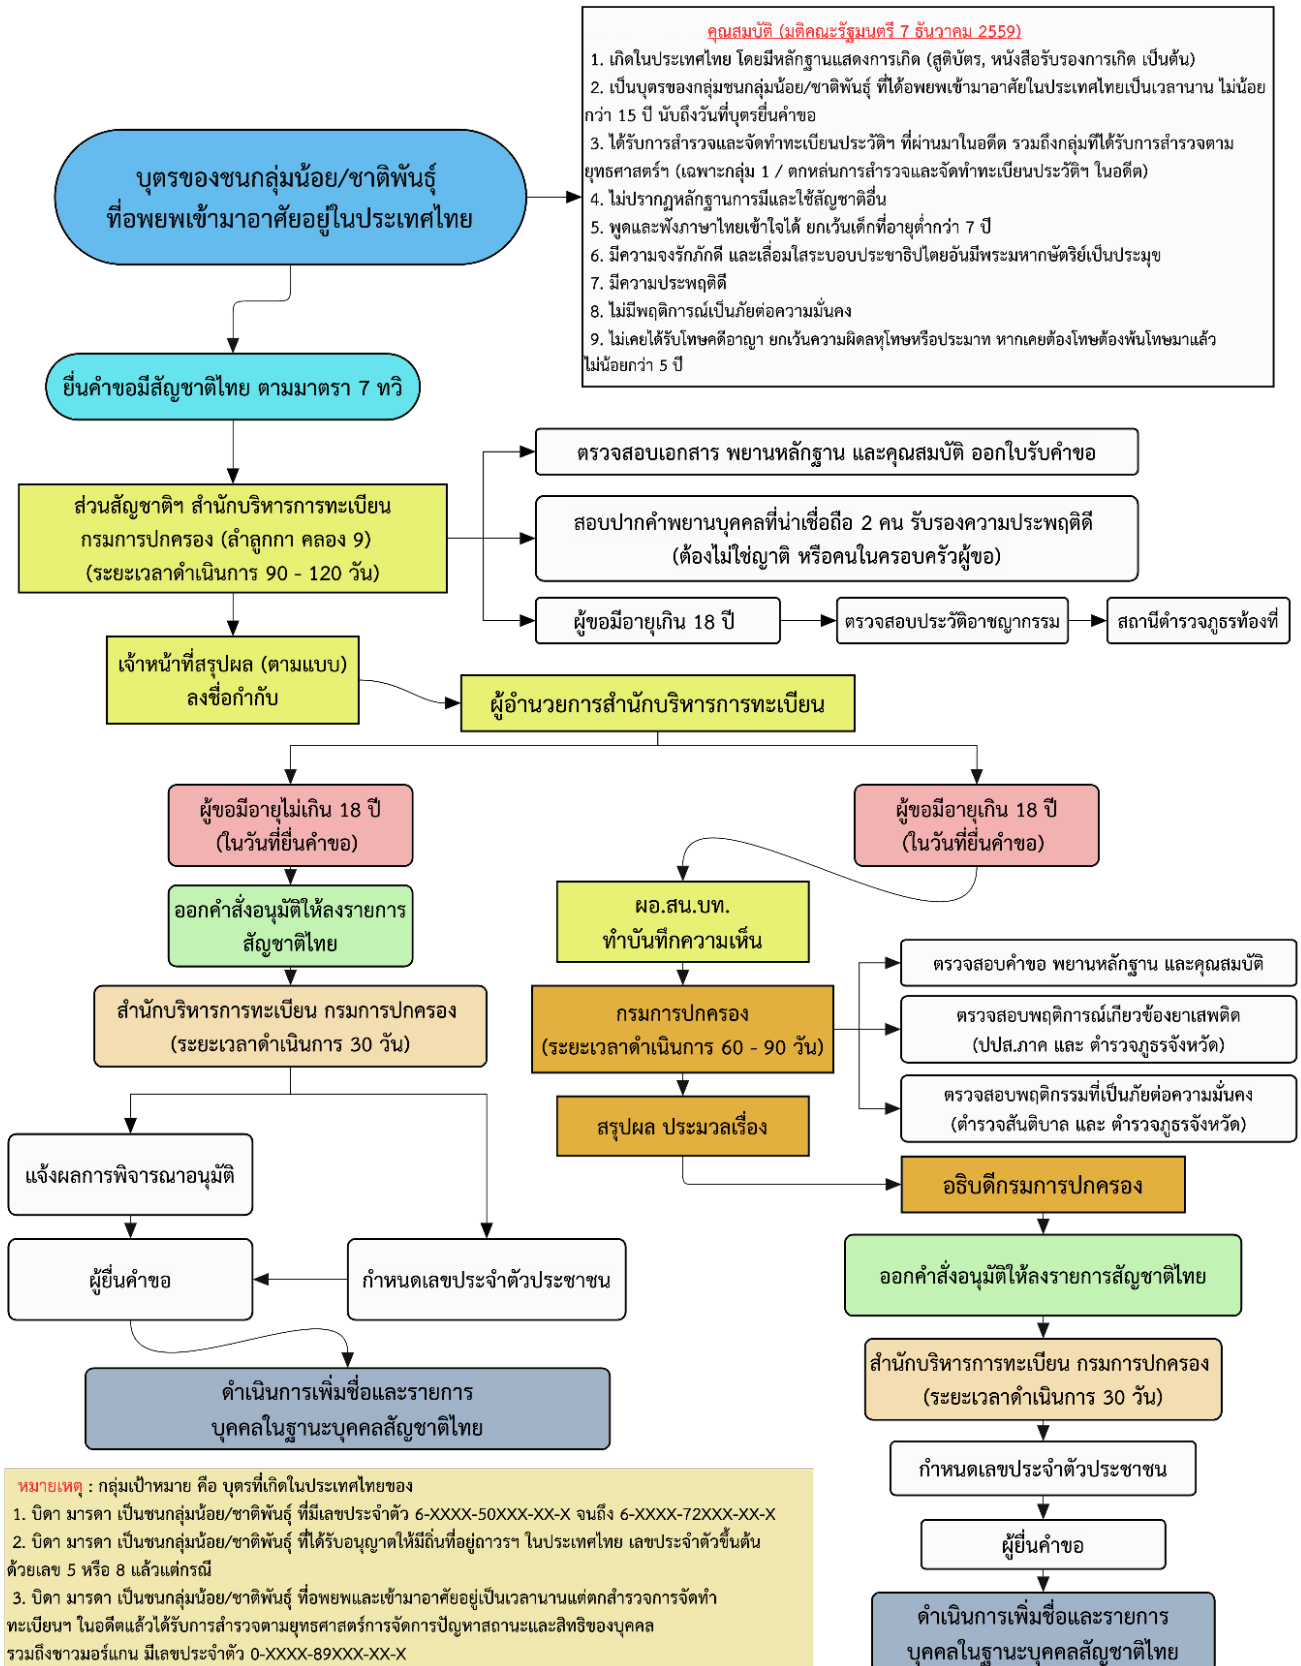 คุณสมบัติ (มติคณะรัฐมนตรี 7 ธันวาคม 2559)
1. เกิดในประเทศไทย โดยมีหลักฐานแสดงการเกิด (สูติบัตร, หนังสือรับรองการเกิด เป็นต้น)
2. เป็นบุตรของกลุ่มชนกลุ่มน้อย/ชาติพันธุ์ ที่ได้อพยพเข้ามาอาศัยในประเทศไทยเป็นเวลานาน ไม่น้อย
กว่า 15 ปี นับถึงวันที่บุตรยื่นคำขอ
3. ได้รับการสำรวจและจัดทำทะเบียนประวัติฯ ที่ผ่านมาในอดีต รวมถึงกลุ่มที่ได้รับการสำรวจตาม
ยุทธศาสตร์ฯ (เฉพาะกลุ่ม 1 / ตกหล่นการสำรวจและจัดทำทะเบียนประวัติฯ ในอดีต)
4. ไม่ปรากฏหลักฐานการมีและใช้สัญชาติอื่น
5. พูดและฟังภาษาไทยเข้าใจได้ ยกเว้นเด็กที่อายุต่ำกว่า 7 ปี
6. มีความจงรักภักดี และเลื่อมใสระบอบประชาธิปไตยอันมีพระมหากษัตริย์เป็นประมุข
7. มีความประพฤติดี
8. ไม่มีพฤติการณ์เป็นภัยต่อความมั่นคง
9. ไม่เคยได้รับโทษคดีอาญา ยกเว้นความผิดลหุโทษหรือประมาท หากเคยต้องโทษต้องพ้นโทษมาแล้ว
ไม่น้อยกว่า 5 ปี
บุตรของชนกลุ่มน้อย/ชาติพันธุ์
ที่อพยพเข้ามาอาศัยอยู่ในประเทศไทย
ยื่นคำขอมีสัญชาติไทย ตามมาตรา 7 ทวิ
ส่วนสัญชาติฯ สำนักบริหารการทะเบียน
กรมการปกครอง (ลำลูกกา คลอง 9)
(ระยะเวลาดำเนินการ 90 - 120 วัน)
ตรวจสอบเอกสาร พยานหลักฐาน และคุณสมบัติ ออกใบรับคำขอ
สอบปากคำพยานบุคคลที่น่าเชื่อถือ 2 คน รับรองความประพฤติดี
(ต้องไม่ใช่ญาติ หรือคนในครอบครัวผู้ขอ)
ผู้ขอมีอายุเกิน 18 ปี
ตรวจสอบประวัติอาชญากรรม
สถานีตำรวจภูธรท้องที่
เจ้าหน้าที่สรุปผล (ตามแบบ)
ลงชื่อกำกับ
ผู้อำนวยการสำนักบริหารการทะเบียน
ผู้ขอมีอายุไม่เกิน 18 ปี
(ในวันที่ยื่นคำขอ)
ผู้ขอมีอายุเกิน 18 ปี
(ในวันที่ยื่นคำขอ)
ออกคำสั่งอนุมัติให้ลงรายการ
สัญชาติไทย
ผอ.สน.บท.
ทำบันทึกความเห็น
สำนักบริหารการทะเบียน กรมการปกครอง
(ระยะเวลาดำเนินการ 30 วัน)
กรมการปกครอง
(ระยะเวลาดำเนินการ 60 - 90 วัน)
ตรวจสอบคำขอ พยานหลักฐาน และคุณสมบัติ
ตรวจสอบพฤติการณ์เกี่ยวข้องยาเสพติด
(ปปส.ภาค และ ตำรวจภูธรจังหวัด)
ตรวจสอบพฤติกรรมที่เป็นภัยต่อความมั่นคง
(ตำรวจสันติบาล และ ตำรวจภูธรจังหวัด)
สรุปผล ประมวลเรื่อง
แจ้งผลการพิจารณาอนุมัติ
อธิบดีกรมการปกครอง
ผู้ยื่นคำขอ
กำหนดเลขประจำตัวประชาชน
ออกคำสั่งอนุมัติให้ลงรายการสัญชาติไทย
ดำเนินการเพิ่มชื่อและรายการ
บุคคลในฐานะบุคคลสัญชาติไทย
สำนักบริหารการทะเบียน กรมการปกครอง
(ระยะเวลาดำเนินการ 30 วัน)
กำหนดเลขประจำตัวประชาชน
ผู้ยื่นคำขอ
ดำเนินการเพิ่มชื่อและรายการ
บุคคลในฐานะบุคคลสัญชาติไทย
หมายเหตุ : กลุ่มเป้าหมาย คือ บุตรที่เกิดในประเทศไทยของ
1. บิดา มารดา เป็นชนกลุ่มน้อย/ชาติพันธุ์ ที่มีเลขประจำตัว 6-XXXX-50XXX-XX-X จนถึง 6-XXXX-72XXX-XX-X
2. บิดา มารดา เป็นชนกลุ่มน้อย/ชาติพันธุ์ ที่ได้รับอนุญาตให้มีถิ่นที่อยู่ถาวรฯ ในประเทศไทย เลขประจำตัวขึ้นต้น
ด้วยเลข 5 หรือ 8 แล้วแต่กรณี
3. บิดา มารดา เป็นชนกลุ่มน้อย/ชาติพันธุ์ ที่อพยพและเข้ามาอาศัยอยู่เป็นเวลานานแต่ตกสำรวจการจัดทำ
ทะเบียนฯ ในอดีตแล้วได้รับการสำรวจตามยุทธศาสตร์การจัดการปัญหาสถานะและสิทธิของบุคคล
รวมถึงชาวมอร์แกน มีเลขประจำตัว 0-XXXX-89XXX-XX-X